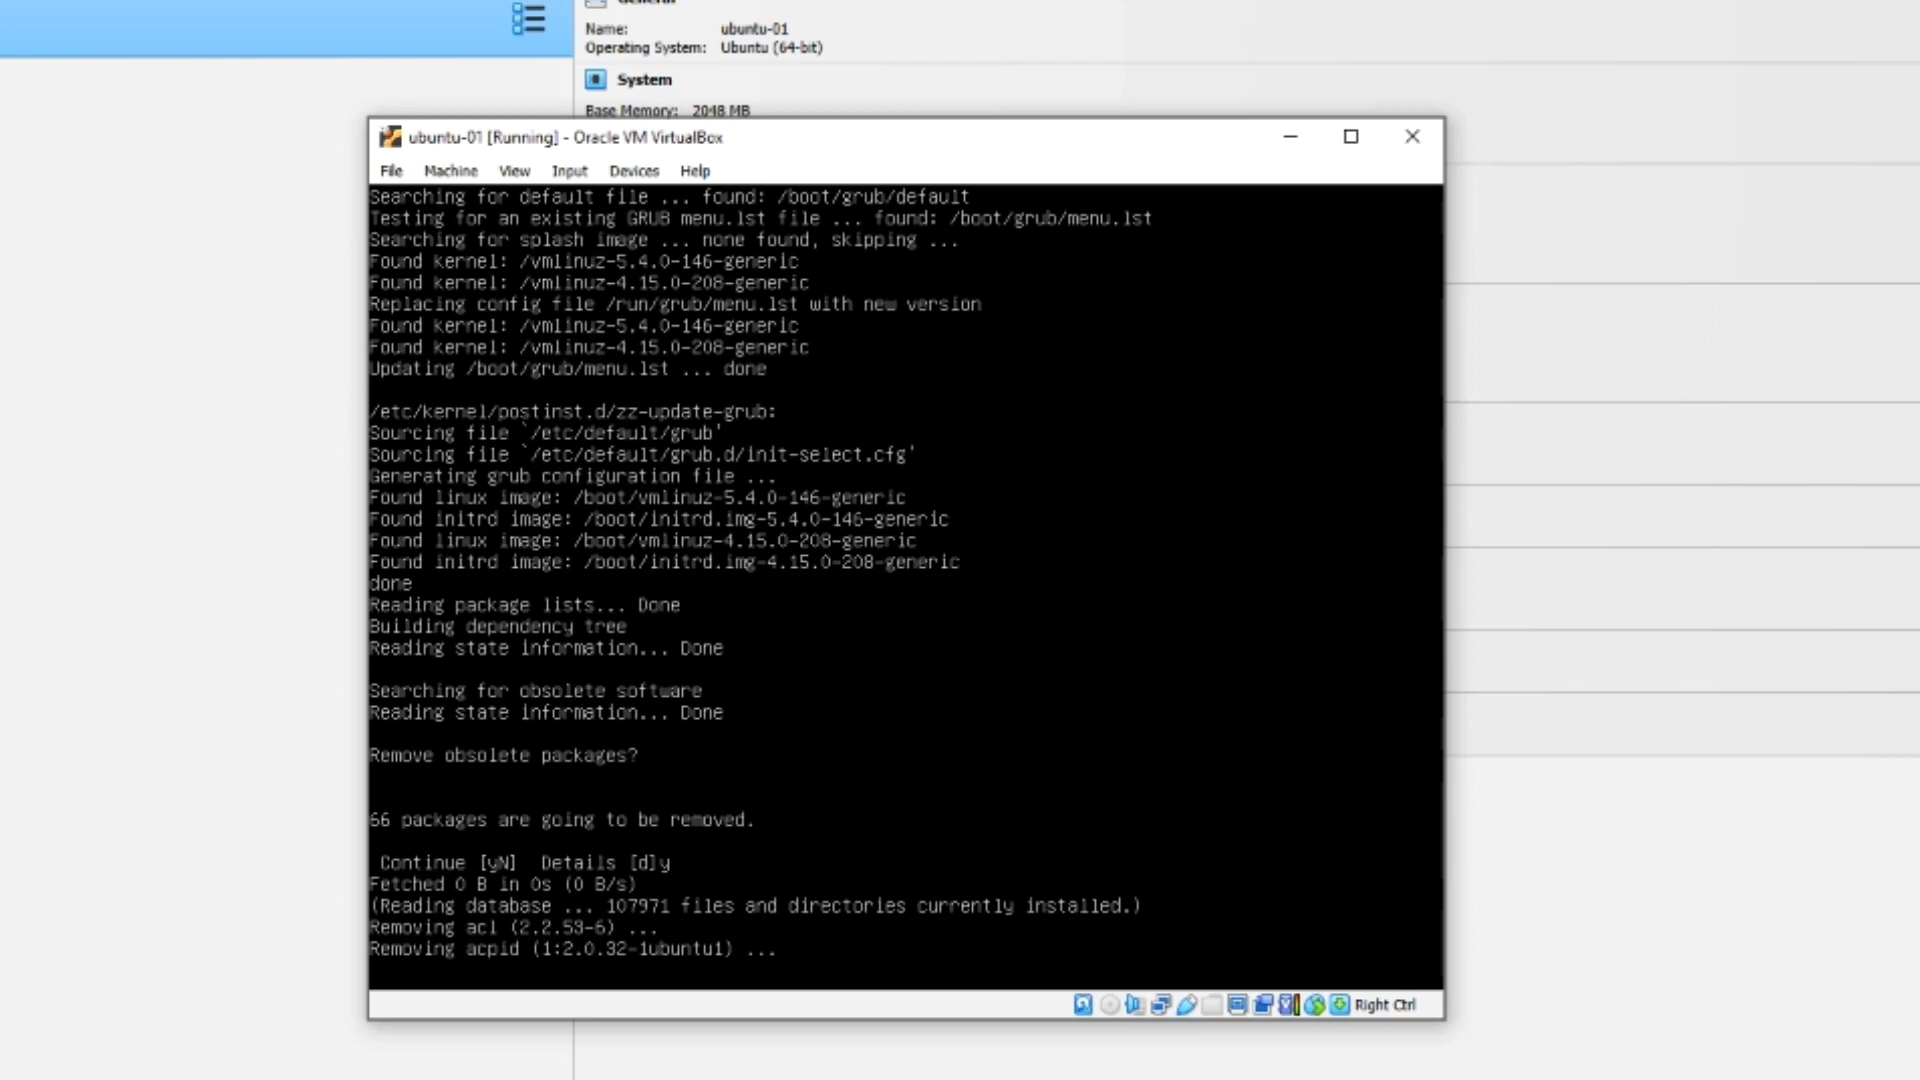 General
Name: ubuntu-01
Operating System: Ubuntu (64-bit)
System
Base Memory: 2048 MB
ubuntu-01 [Running] - Oracle VM VirtualBox
File Machine View Input Devices Help
Searching for default file ... found: /boot/grub/default
Testing for an existing GRUB menu.lst file ... found: /boot/grub/menu.lst
Searching for splash image ... none found, skipping ...
Found kernel: /vmlinuz-5.4.0-146-generic
Found kernel: /vmlinuz-4.15.0-208-generic
Replacing config file /run/grub/menu.lst with new version
Found kernel: /vmlinuz-5.4.0-146-generic
Found kernel: /vmlinuz-4.15.0-208-generic
Updating /boot/grub/menu.lst ... done
/etc/kernel/postinst.d/zz-update-grub:
Sourcing file `/etc/default/grub'
Sourcing file `/etc/default/grub.d/init-select.cfg'
Generating grub configuration file ...
Found linux image: /boot/vmlinuz-5.4.0-146-generic
Found initrd image: /boot/initrd.img-5.4.0-146-generic
Found linux image: /boot/vmlinuz-4.15.0-208-generic
Found initrd image: /boot/initrd.img-4.15.0-208-generic
done
Reading package lists... Done
Building dependency tree
Reading state information... Done
Searching for obsolete software
Reading state information... Done
Remove obsolete packages?
66 packages are going to be removed.
Continue [yN]  Details [d]y
Fetched 0 B in 0s (0 B/s)
(Reading database ... 107971 files and directories currently installed.)
Removing acl (2.2.53-6) ...
Removing acpid (1:2.0.32-1ubuntu1) ...
Right Ctrl